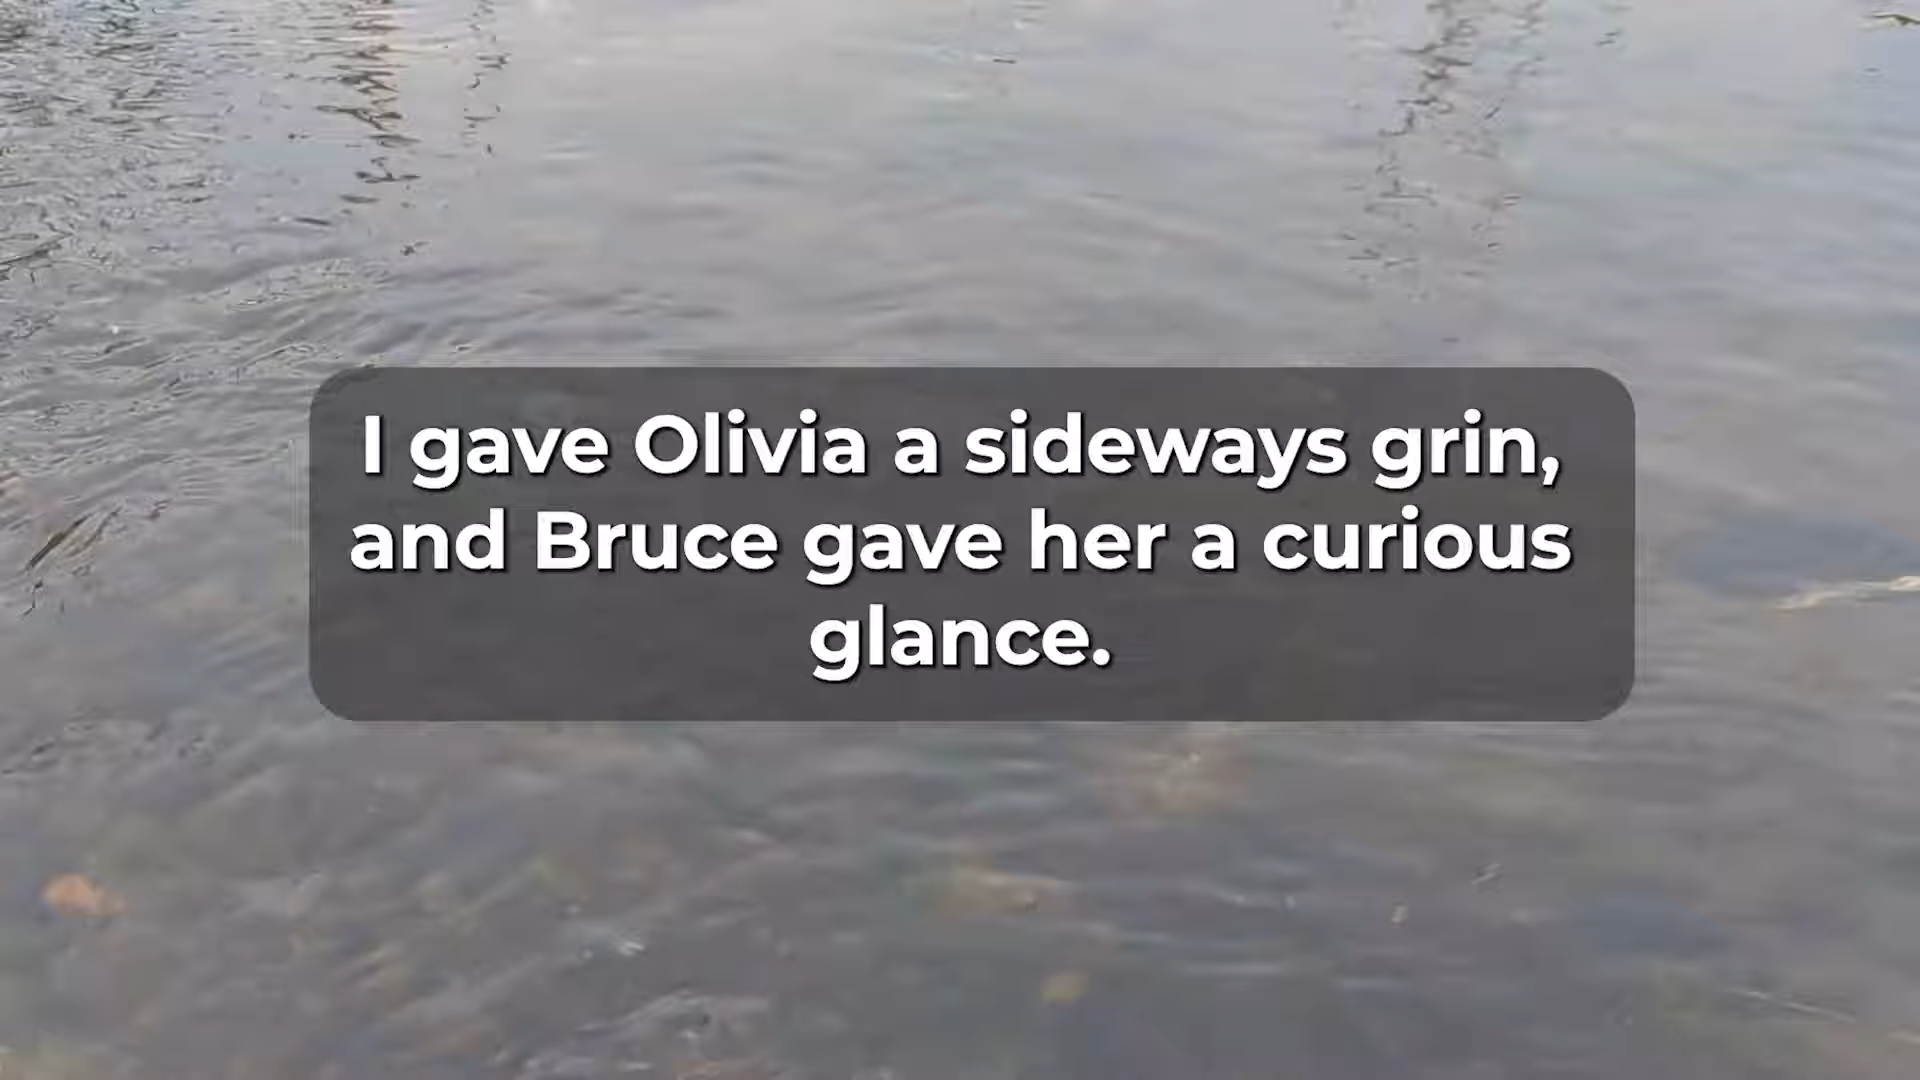 I gave Olivia a sideways grin,
and Bruce gave her a curious
glance.